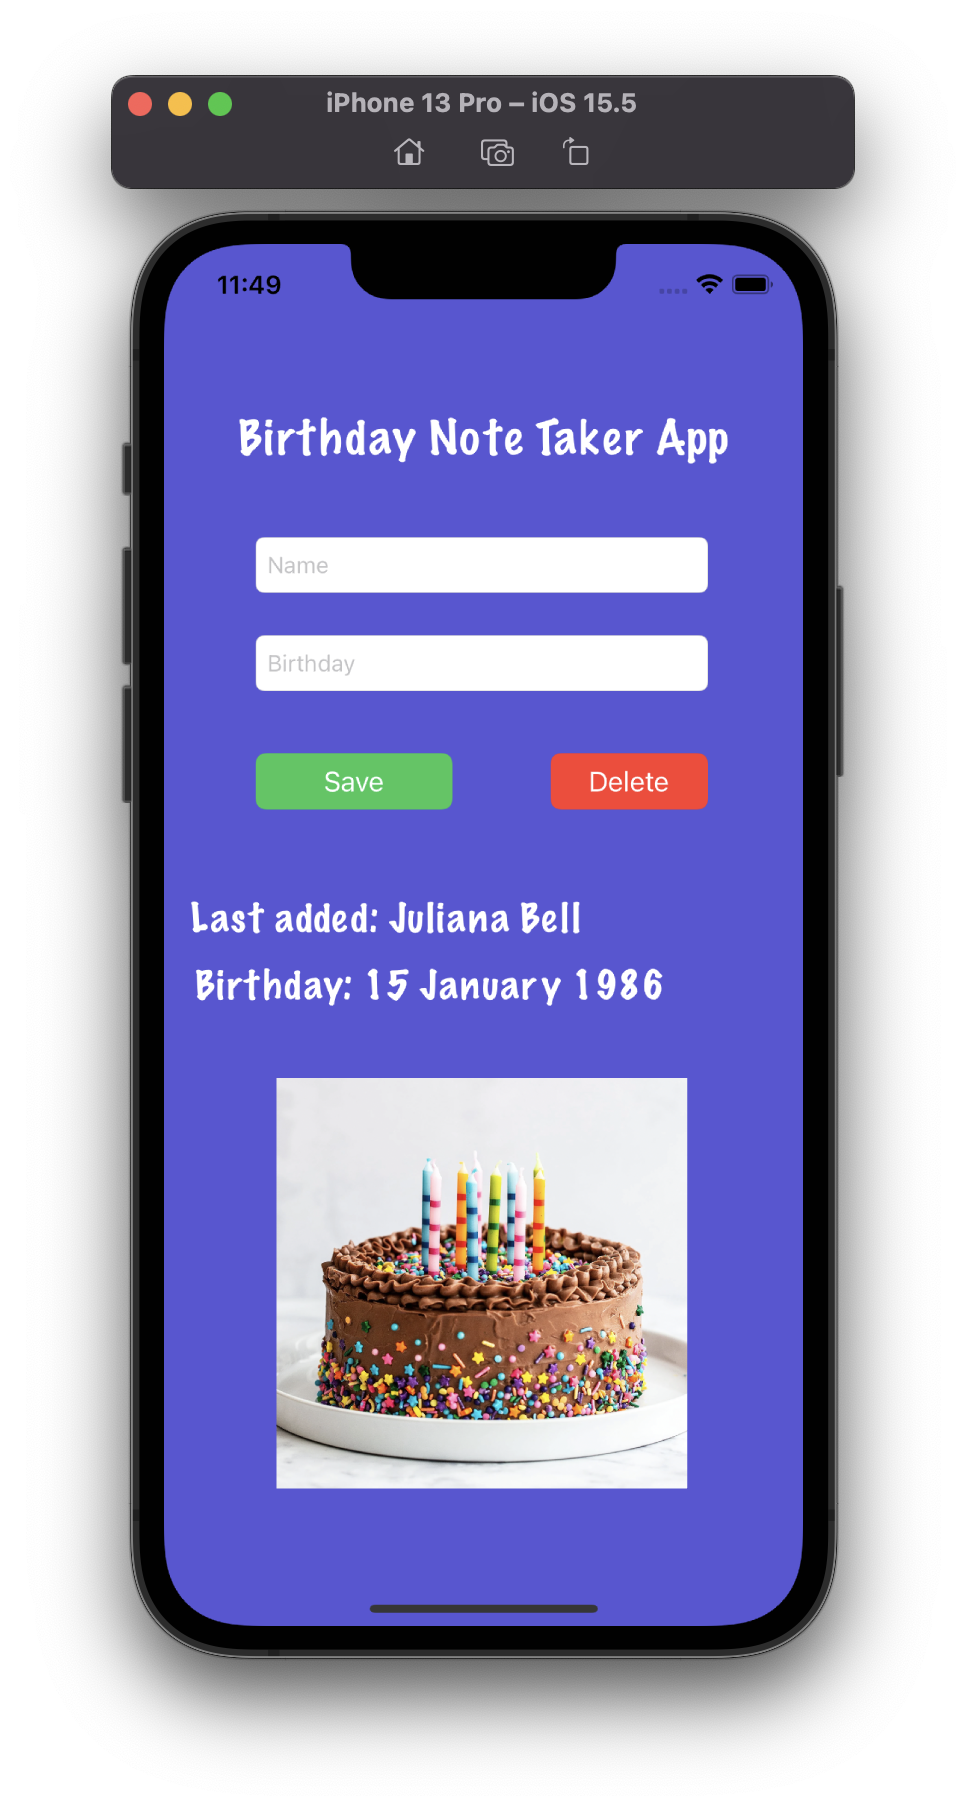 iPhone 13 Pro – iOS 15.5
11:49
Birthday Note Taker App
Name
Birthday
Save
Delete
Last added: Juliana Bell
Birthday: 15 January 1986